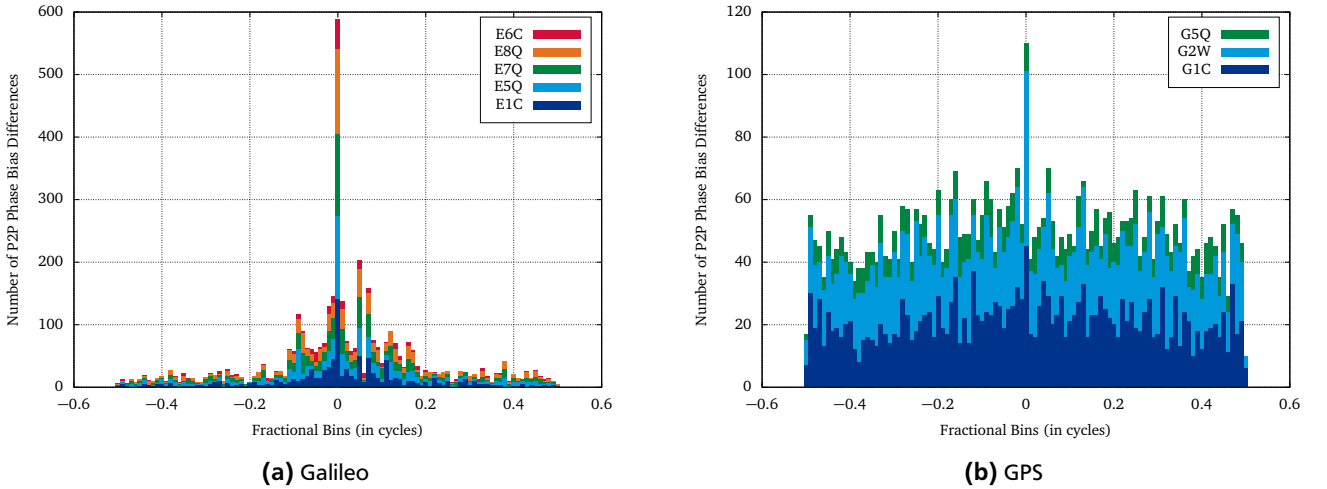 Number of P2P Phase Bias Differences
600
500
400
300
200
100
0
−0.6
−0.4
−0.2
0
0.2
0.4
0.6
Fractional Bins (in cycles)
E6C
E8Q
E7Q
E5Q
E1C
(a) Galileo
Number of P2P Phase Bias Differences
120
100
80
60
40
20
0
−0.6
−0.4
−0.2
0
0.2
0.4
0.6
Fractional Bins (in cycles)
G5Q
G2W
G1C
(b) GPS